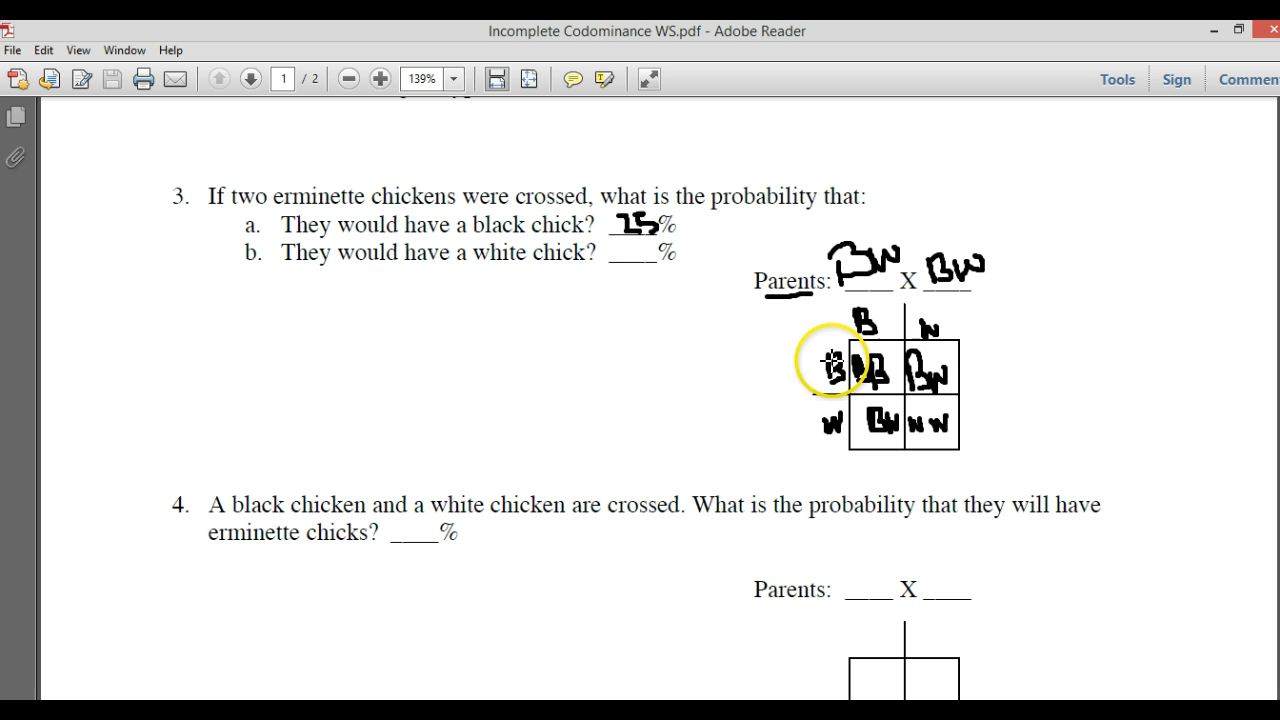 Incomplete Codominance WS.pdf - Adobe Reader
File Edit View Window Help
1 / 2 139% Tools Sign Commen
3. If two erminette chickens were crossed, what is the probability that:
a. They would have a black chick? 25%
b. They would have a white chick? ____%
Parents: BW X BW
B W
B BB BW
W BW WW
4. A black chicken and a white chicken are crossed. What is the probability that they will have
erminette chicks? ____%
Parents: ____ X ____